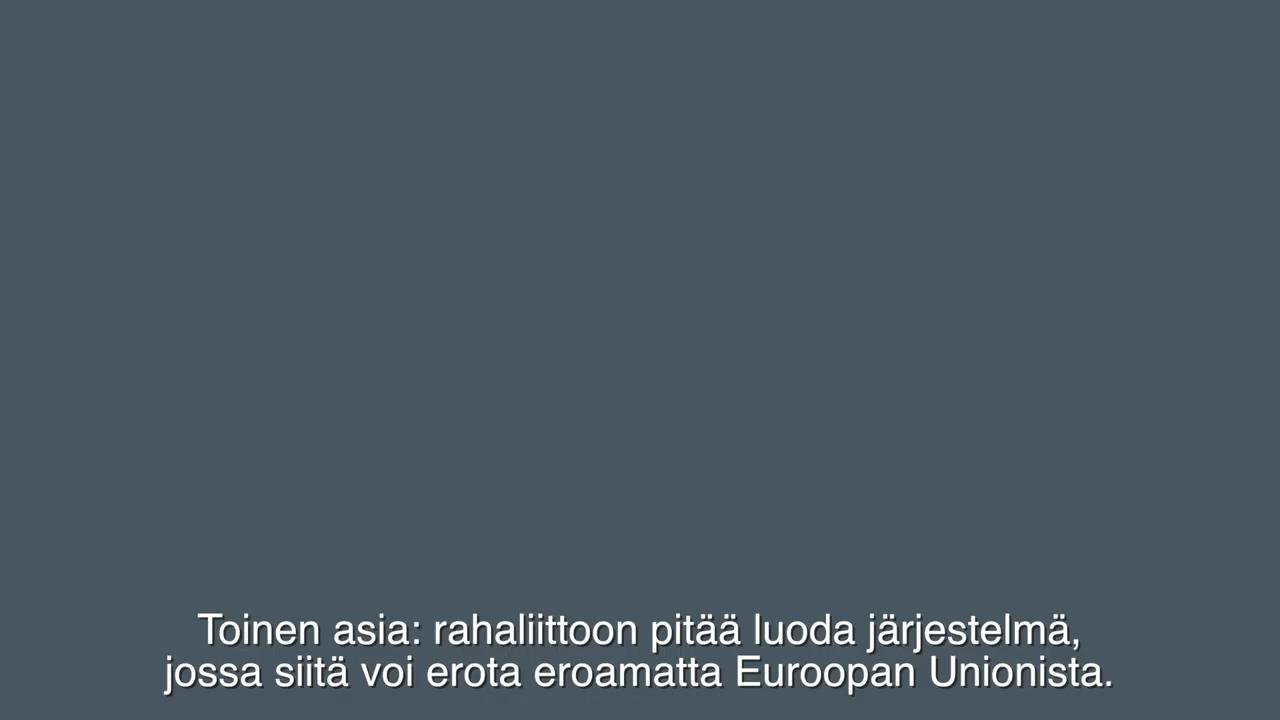 Toinen asia: rahaliittoon pitää luoda järjestelmä,
jossa siitä voi erota eroamatta Euroopan Unionista.